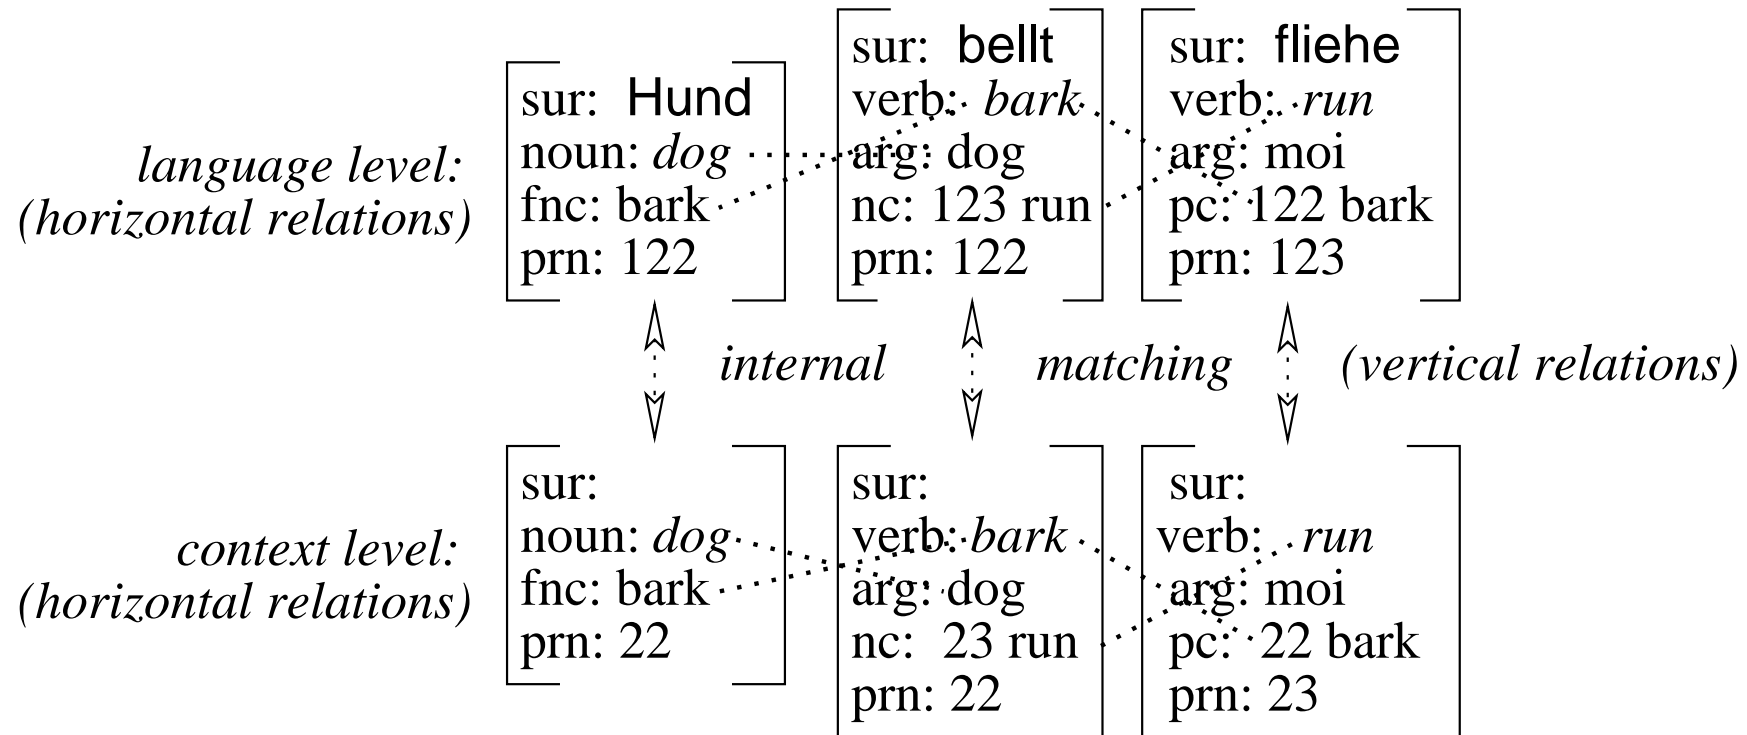 language level:
(horizontal relations)
sur: Hund
noun: dog
fnc: bark
prn: 122
sur: bellt
verb: bark
arg: dog
nc: 123 run
prn: 122
sur: fliehe
verb: run
arg: moi
pc: 122 bark
prn: 123
internal matching (vertical relations)
context level:
(horizontal relations)
sur:
noun: dog
fnc: bark
prn: 22
sur:
verb: bark
arg: dog
nc: 23 run
prn: 22
sur:
verb: run
arg: moi
pc: 22 bark
prn: 23